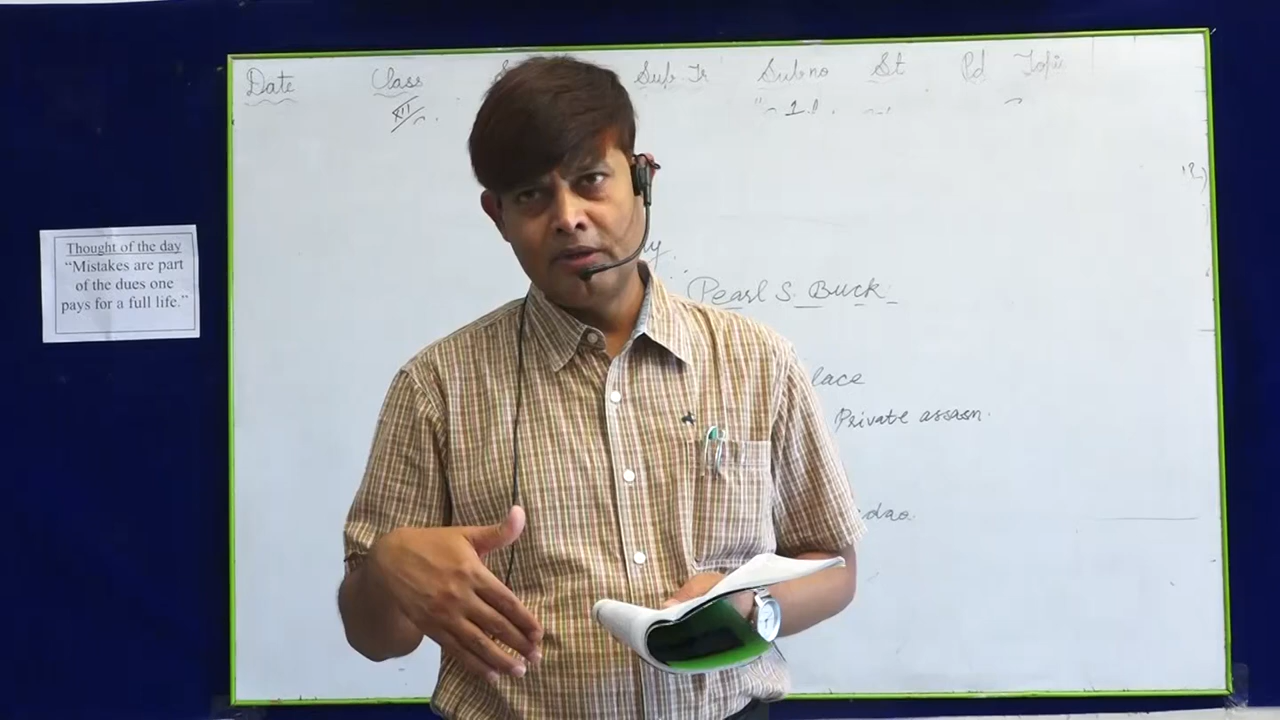 Date Class Sub Tr Sub no St Pd Topic
XII
Thought of the day
“Mistakes are part
of the dues one
pays for a full life.”
Pearl S. Buck
lace
Private assasn.